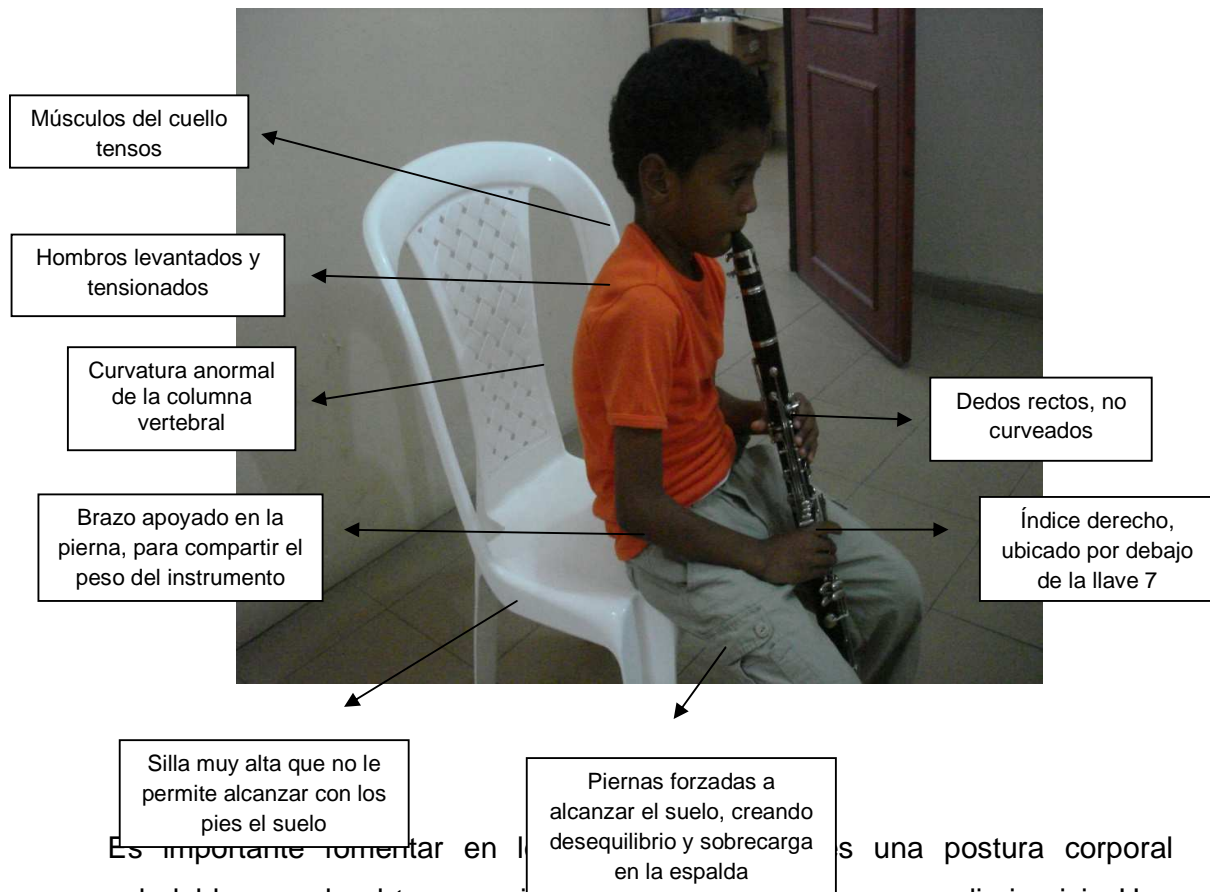 Músculos del cuello
tensos
Hombros levantados y
tensionados
Curvatura anormal
de la columna
vertebral
Dedos rectos, no
curveados
Brazo apoyado en la
pierna, para compartir el
peso del instrumento
Índice derecho,
ubicado por debajo
de la llave 7
Silla muy alta que no le
permite alcanzar con los
pies el suelo
Piernas forzadas a
alcanzar el suelo, creando
desequilibrio y sobrecarga
en la espalda
Es importante fomentar en una postura corporal